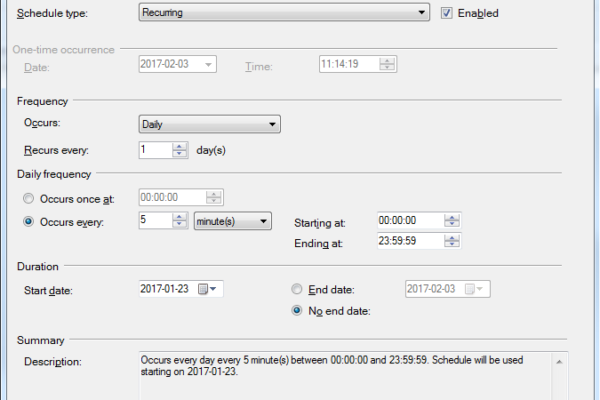 Schedule type: Recurring Enabled
One-time occurrence
Date: 2017-02-03 Time: 11:14:19
Frequency
Occurs: Daily
Recurs every: 1 day(s)
Daily frequency
Occurs once at: 00:00:00
Occurs every: 5 minute(s) Starting at: 00:00:00
Ending at: 23:59:59
Duration
Start date: 2017-01-23 End date: 2017-02-03
No end date:
Summary
Description: Occurs every day every 5 minute(s) between 00:00:00 and 23:59:59. Schedule will be used
starting on 2017-01-23.